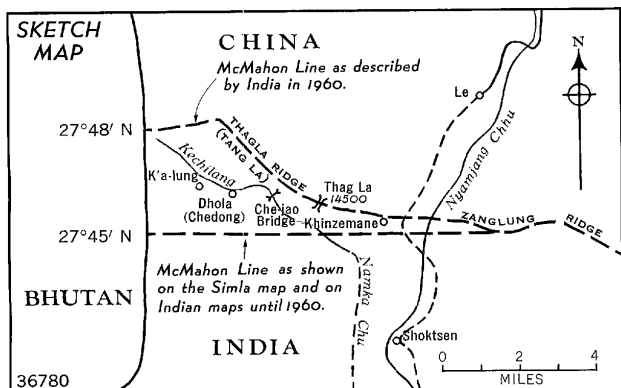 SKETCH
MAP
CHINA
McMahon Line as described
by India in 1960.
N
Le
27°48' N
THAGLA RIDGE
(TANG LA)
Nyamjang Chhu
Kechilang
K'a-lung
Dhola
(Chedong)
Che-jao
Bridge
Thag La
14500
Khinzemane
ZANGLUNG RIDGE
27°45' N
McMahon Line as shown
on the Simla map and on
Indian maps until 1960.
Namka Chu
BHUTAN
INDIA
Shoktsen
0 2 4
MILES
36780